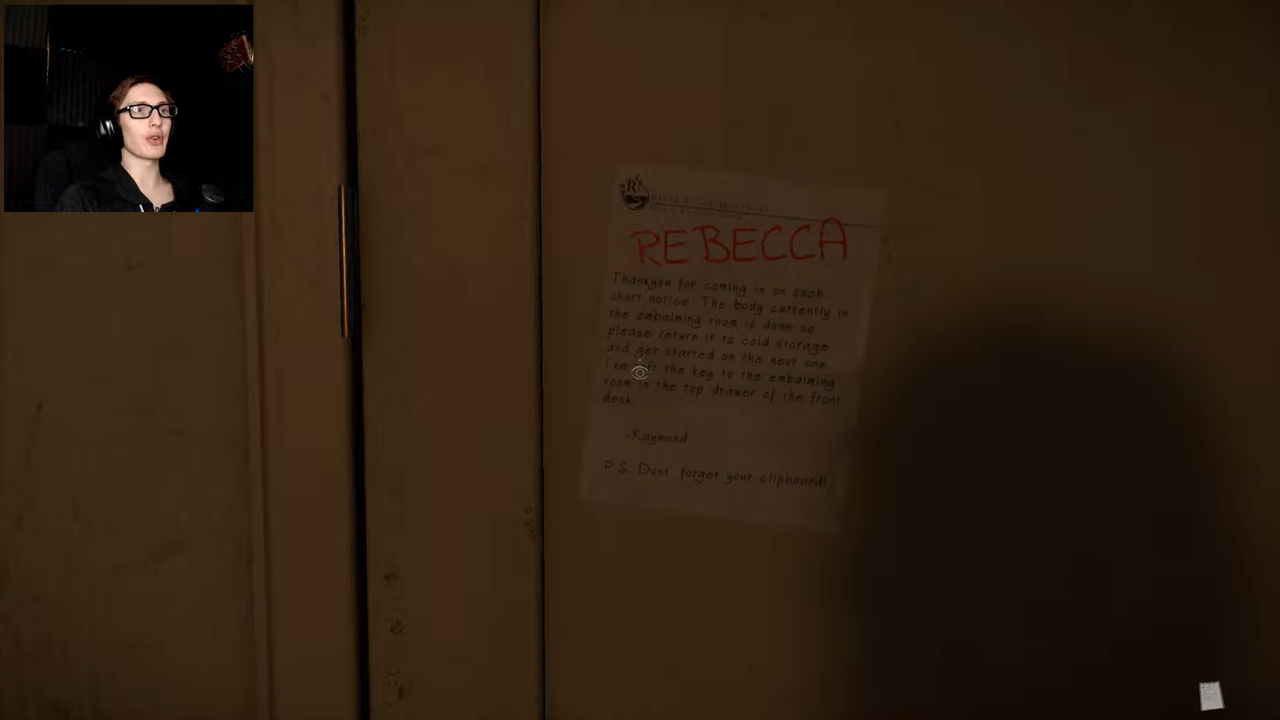 REBECCA
Thankyou for coming in on such
short notice. The body currently in
the embalming room is done so
please return it to cold storage
and get started on the next one.
I've left the key to the embalming
room in the top drawer of the front
desk.
-Raymond
P.S. Dont forget your clipboard!